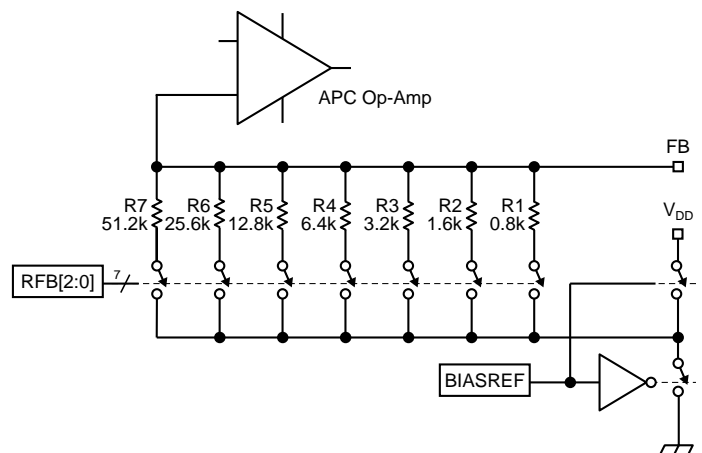 APC Op-Amp
FB
R7
51.2k
R6
25.6k
R5
12.8k
R4
6.4k
R3
3.2k
R2
1.6k
R1
0.8k
VDD
RFB[2:0]
7
BIASREF